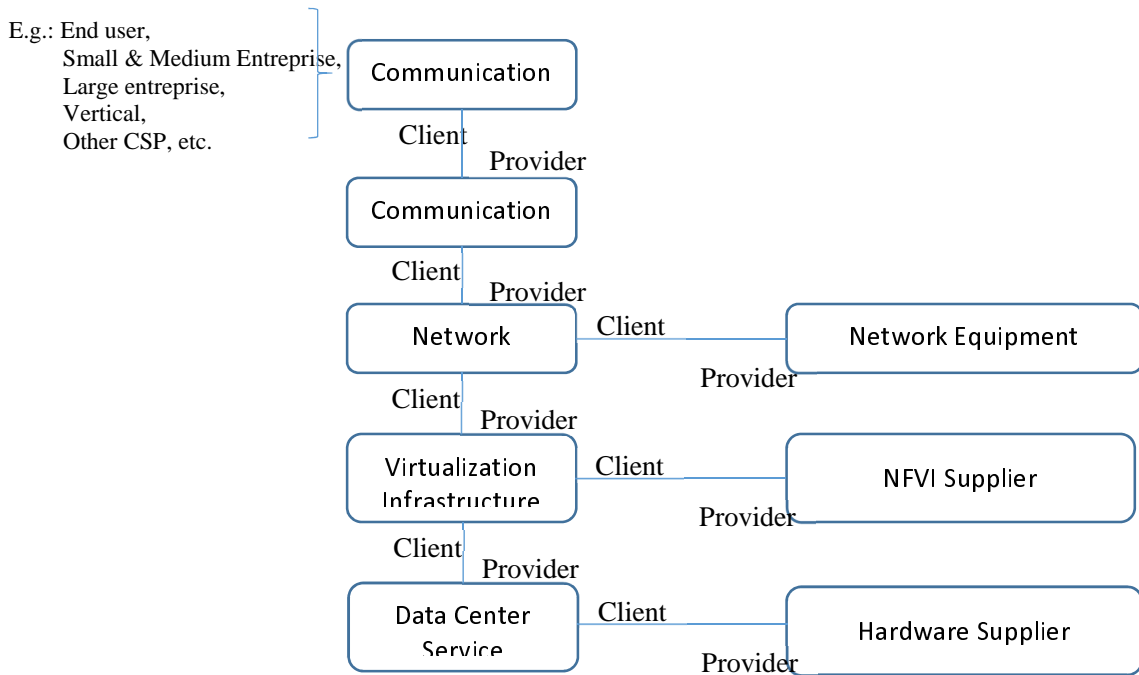 E.g.: End user,
Small & Medium Entreprise,
Large entreprise,
Vertical,
Other CSP, etc.
Communication
Client
Provider
Communication
Client
Provider
Network
Client
Provider
Network Equipment
Client
Provider
Virtualization
Infrastructure
Client
Provider
NFVI Supplier
Client
Provider
Data Center
Service
Client
Provider
Hardware Supplier